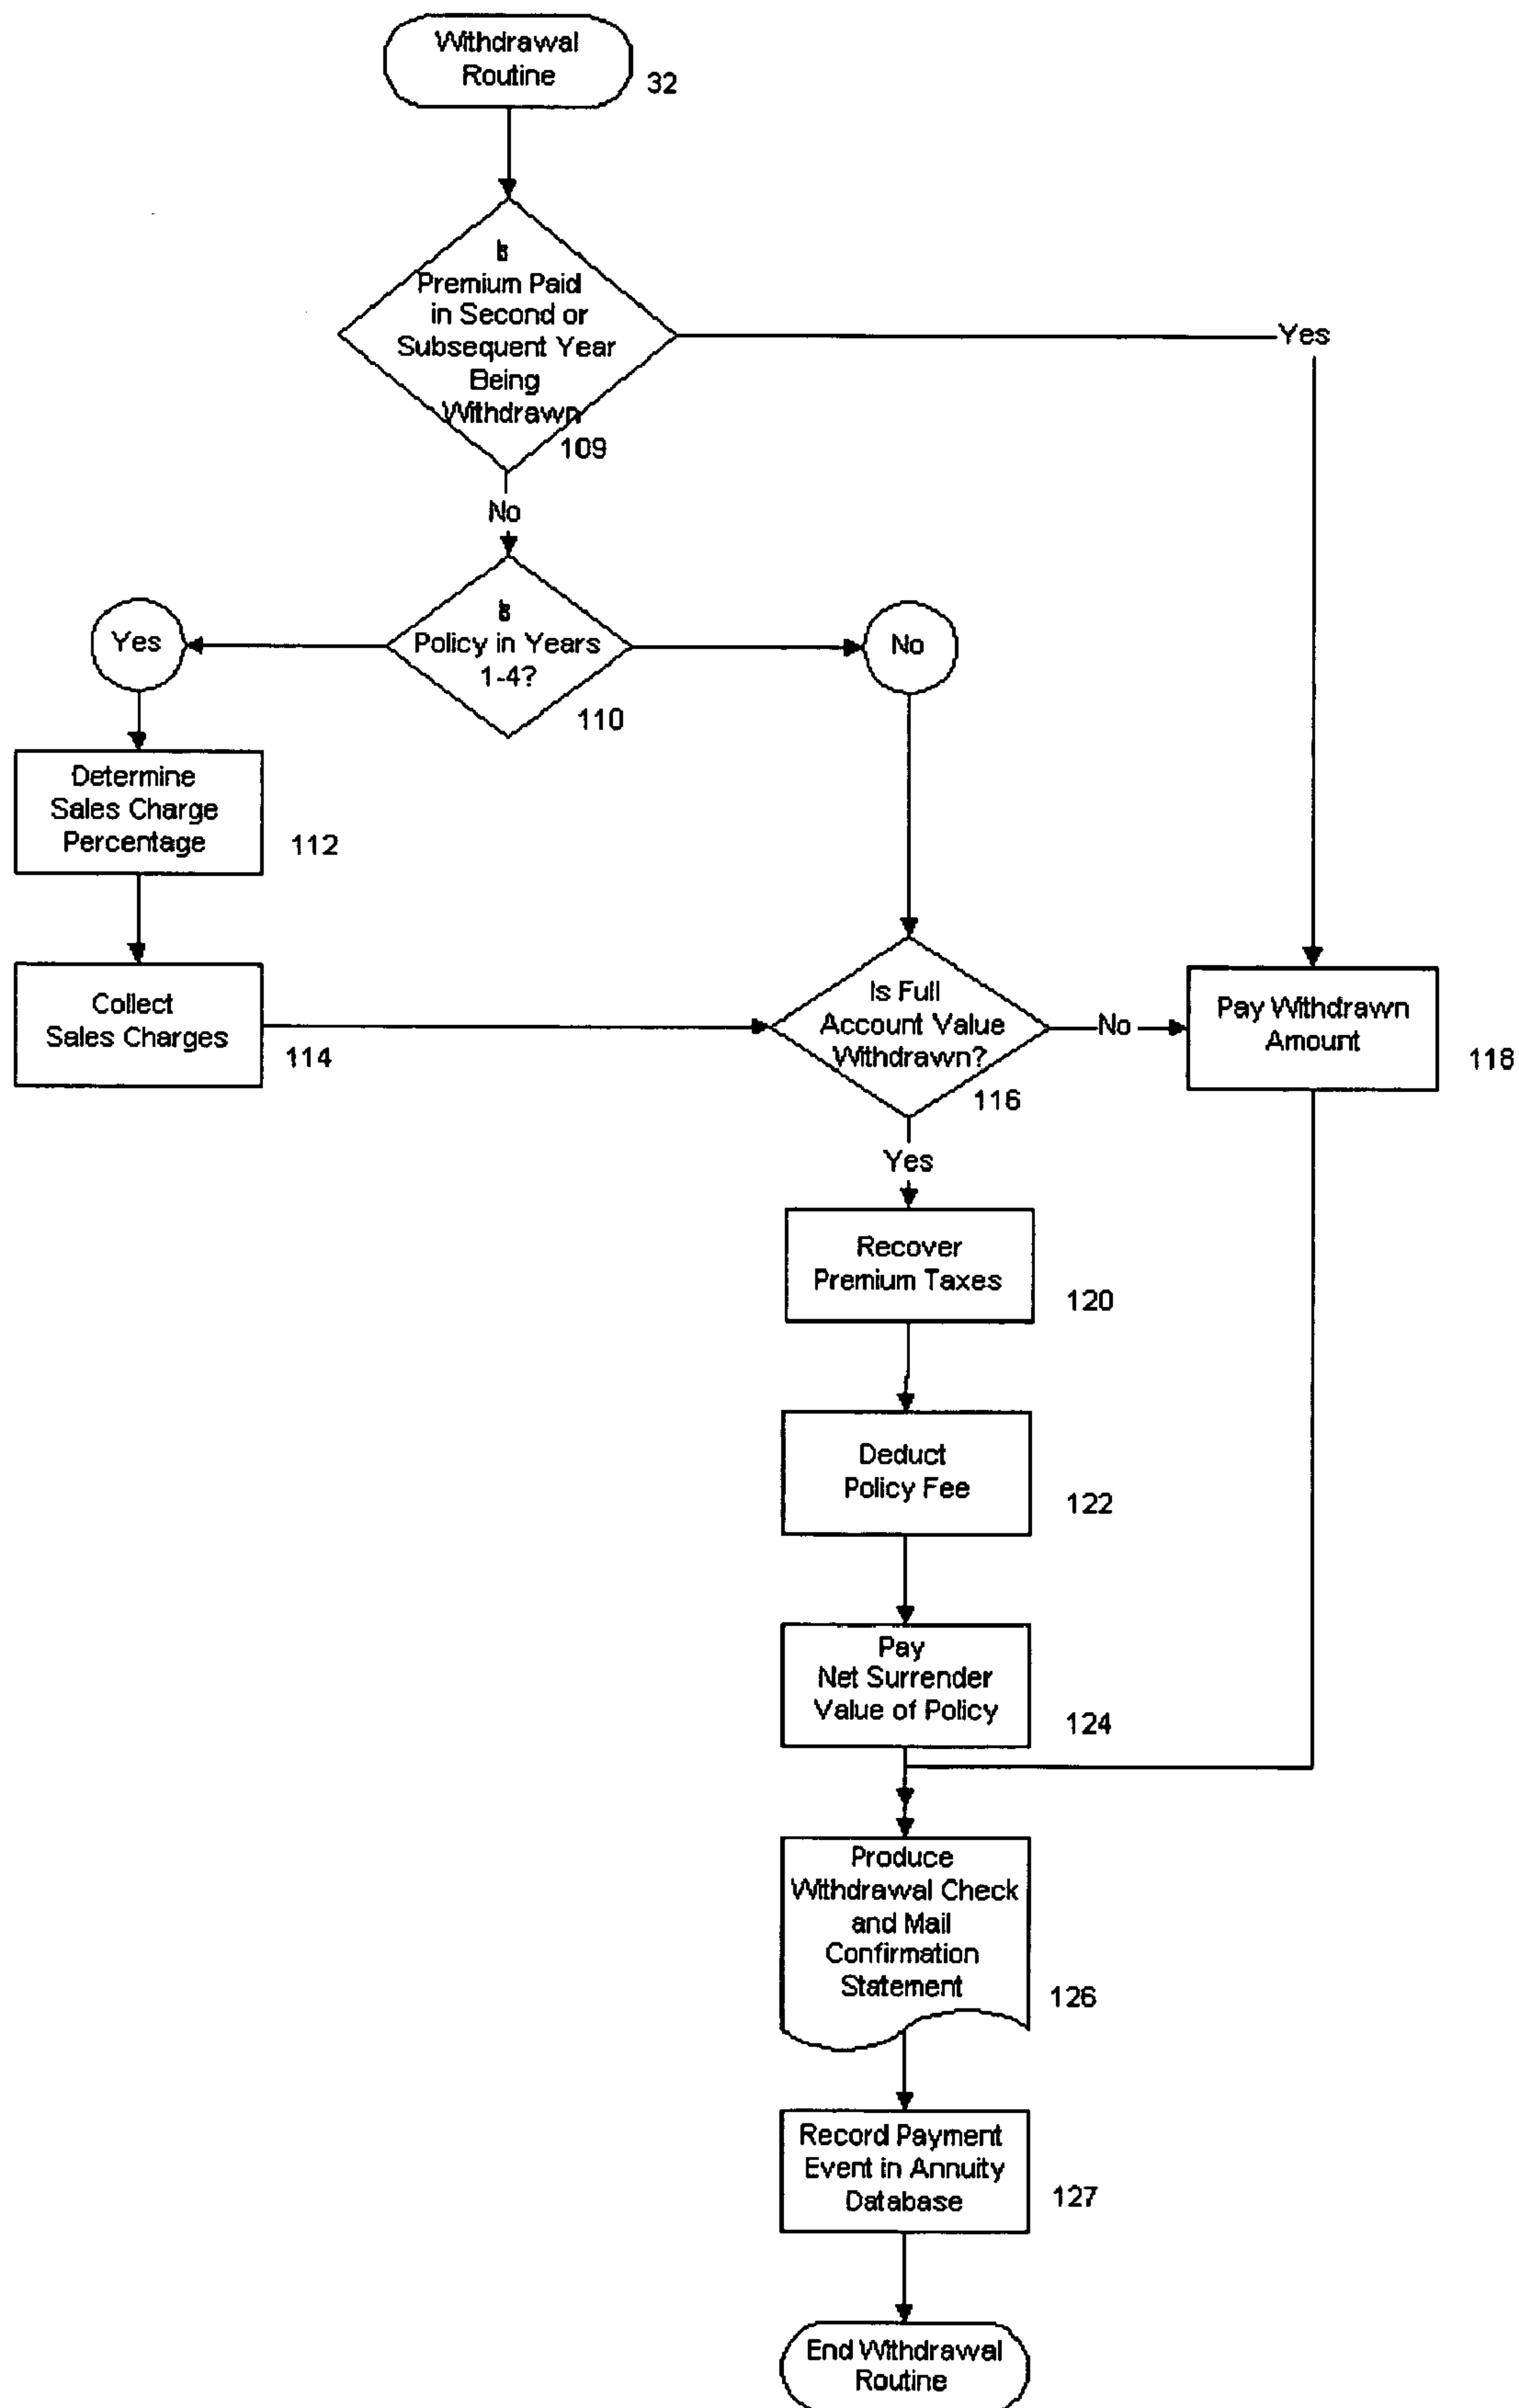 Withdrawal
Routine
32
Is
Premium Paid
in Second or
Subsequent Year
Being
Withdrawn
109
Yes
No
Is
Policy in Years
1-4?
110
Yes
No
Determine
Sales Charge
Percentage
112
Collect
Sales Charges
114
Is Full
Account Value
Withdrawn?
116
No
Pay Withdrawn
Amount
118
Yes
Recover
Premium Taxes
120
Deduct
Policy Fee
122
Pay
Net Surrender
Value of Policy
124
Produce
Withdrawal Check
and Mail
Confirmation
Statement
126
Record Payment
Event in Annuity
Database
127
End Withdrawal
Routine